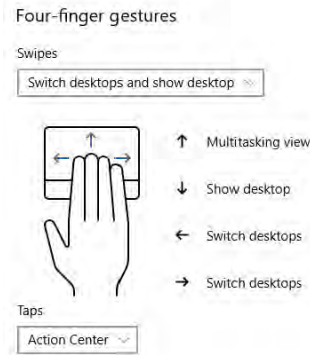 Four-finger gestures
Swipes
Switch desktops and show desktop
↑ Multitasking view
↓ Show desktop
← Switch desktops
→ Switch desktops
Taps
Action Center